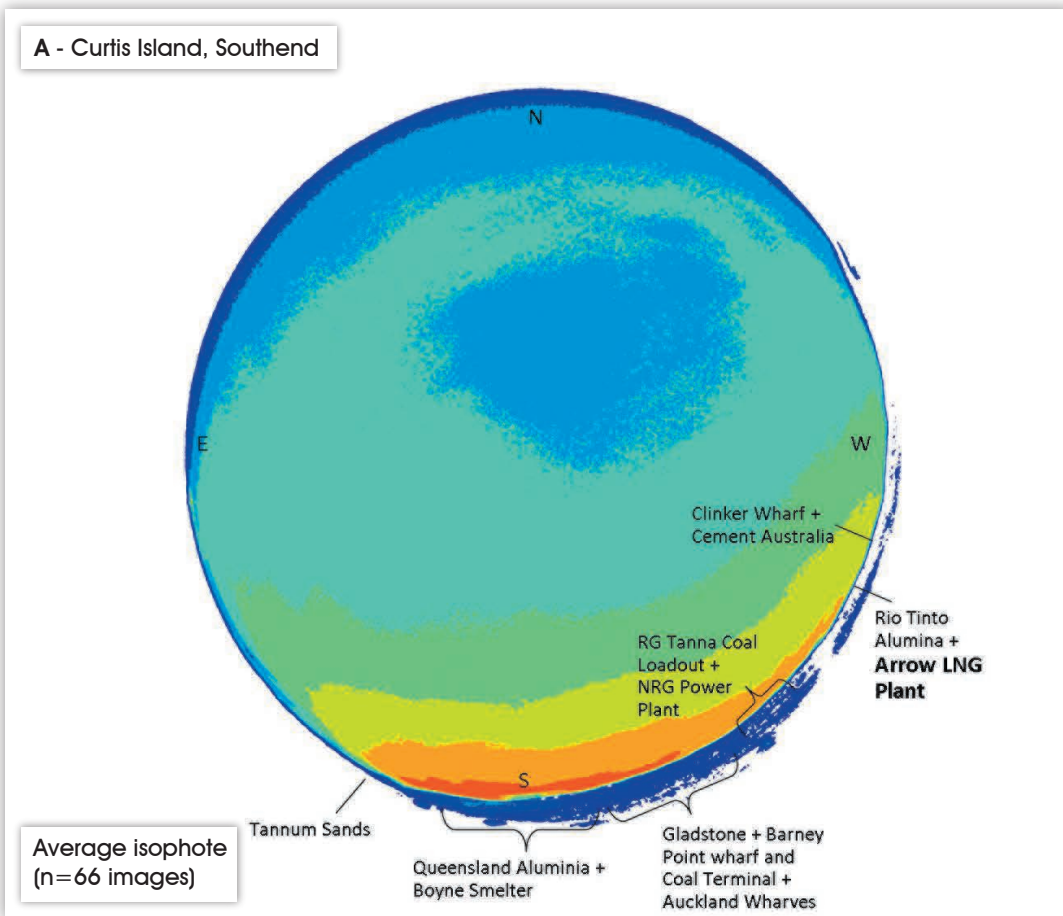 A - Curtis Island, Southend
N
E
W
Clinker Wharf +
Cement Australia
Rio Tinto
Alumina +
Arrow LNG
Plant
RG Tanna Coal
Loadout +
NRG Power
Plant
S
Tannum Sands
Queensland Aluminia +
Boyne Smelter
Gladstone + Barney
Point wharf and
Coal Terminal +
Auckland Wharves
Average isophote
(n=66 images)